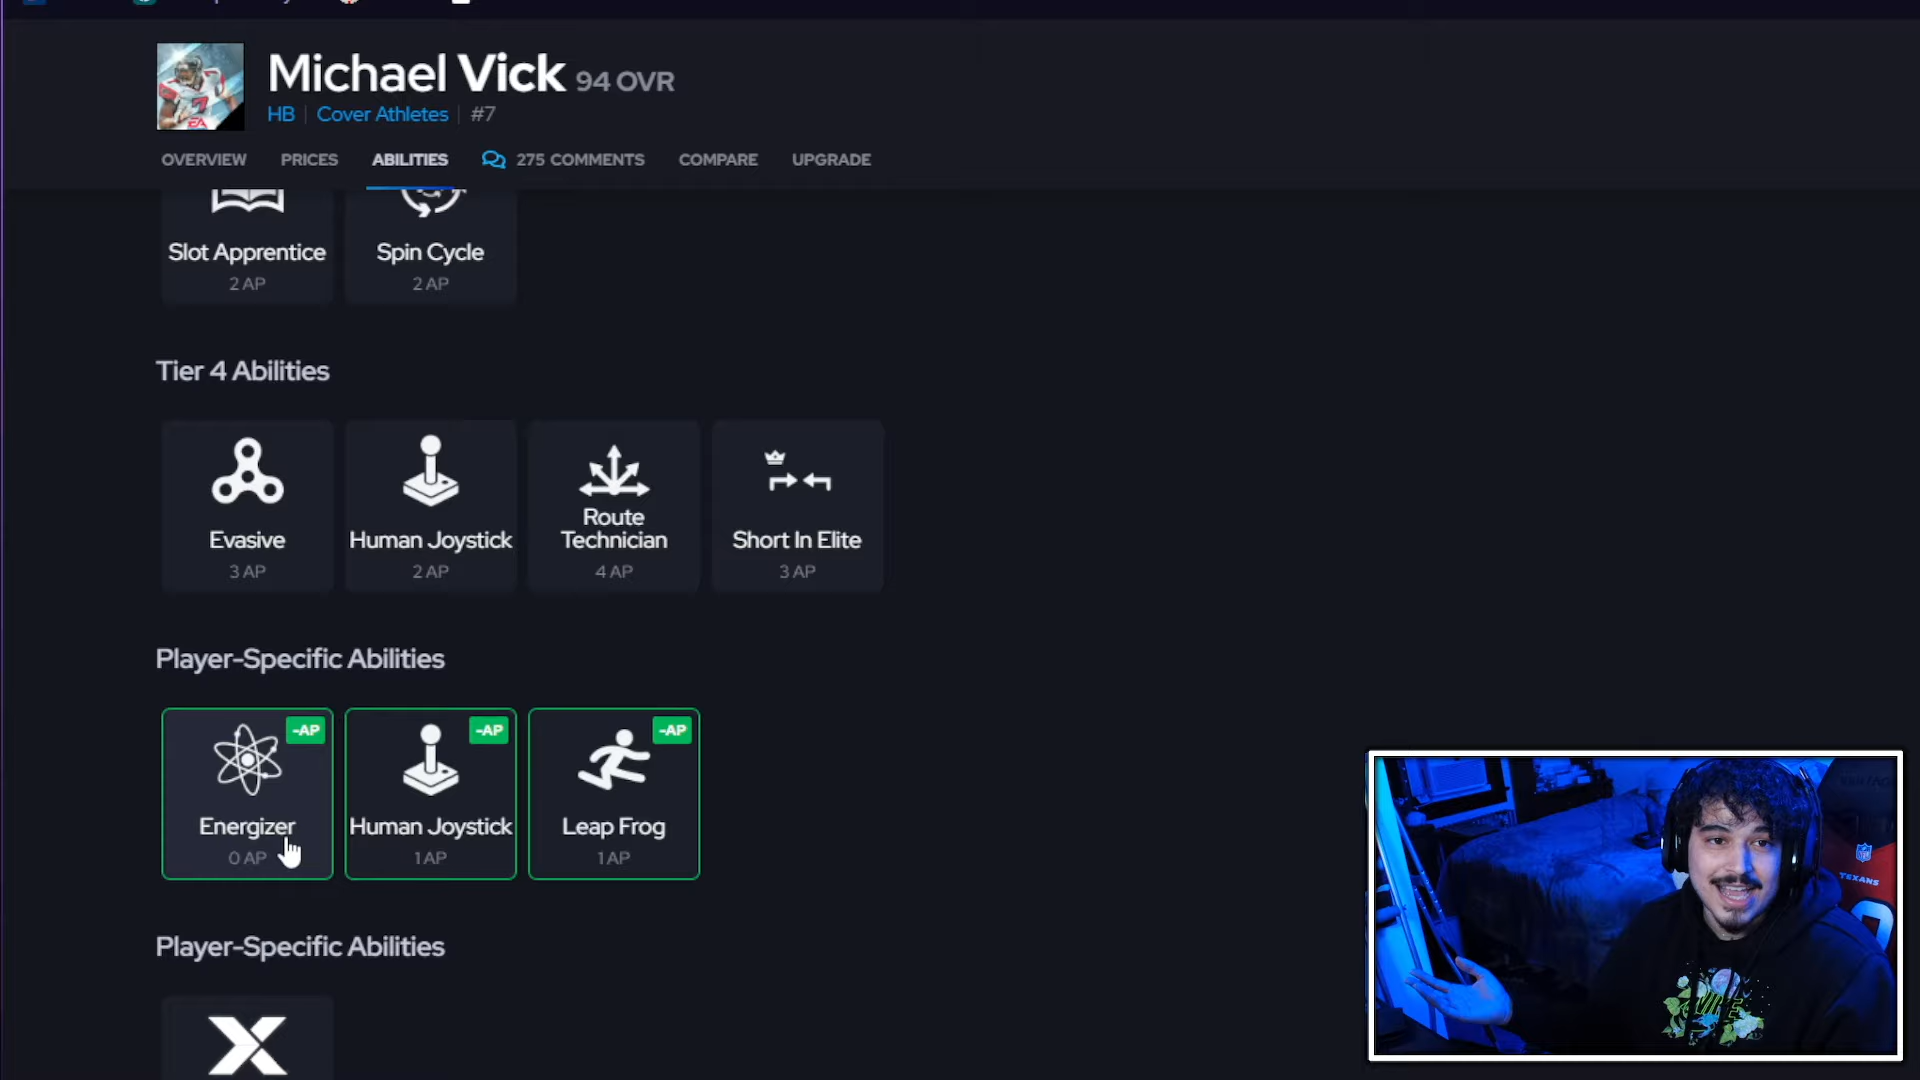 Michael Vick 94 OVR
HB Cover Athletes #7
OVERVIEW PRICES ABILITIES 275 COMMENTS COMPARE UPGRADE
Slot Apprentice
2 AP
Spin Cycle
2 AP
Tier 4 Abilities
Evasive
3 AP
Human Joystick
2 AP
Route
Technician
4 AP
Short In Elite
3 AP
Player-Specific Abilities
-AP
Energizer
0 AP
-AP
Human Joystick
1 AP
-AP
Leap Frog
1 AP
Player-Specific Abilities
EA
NFL
TEXANS